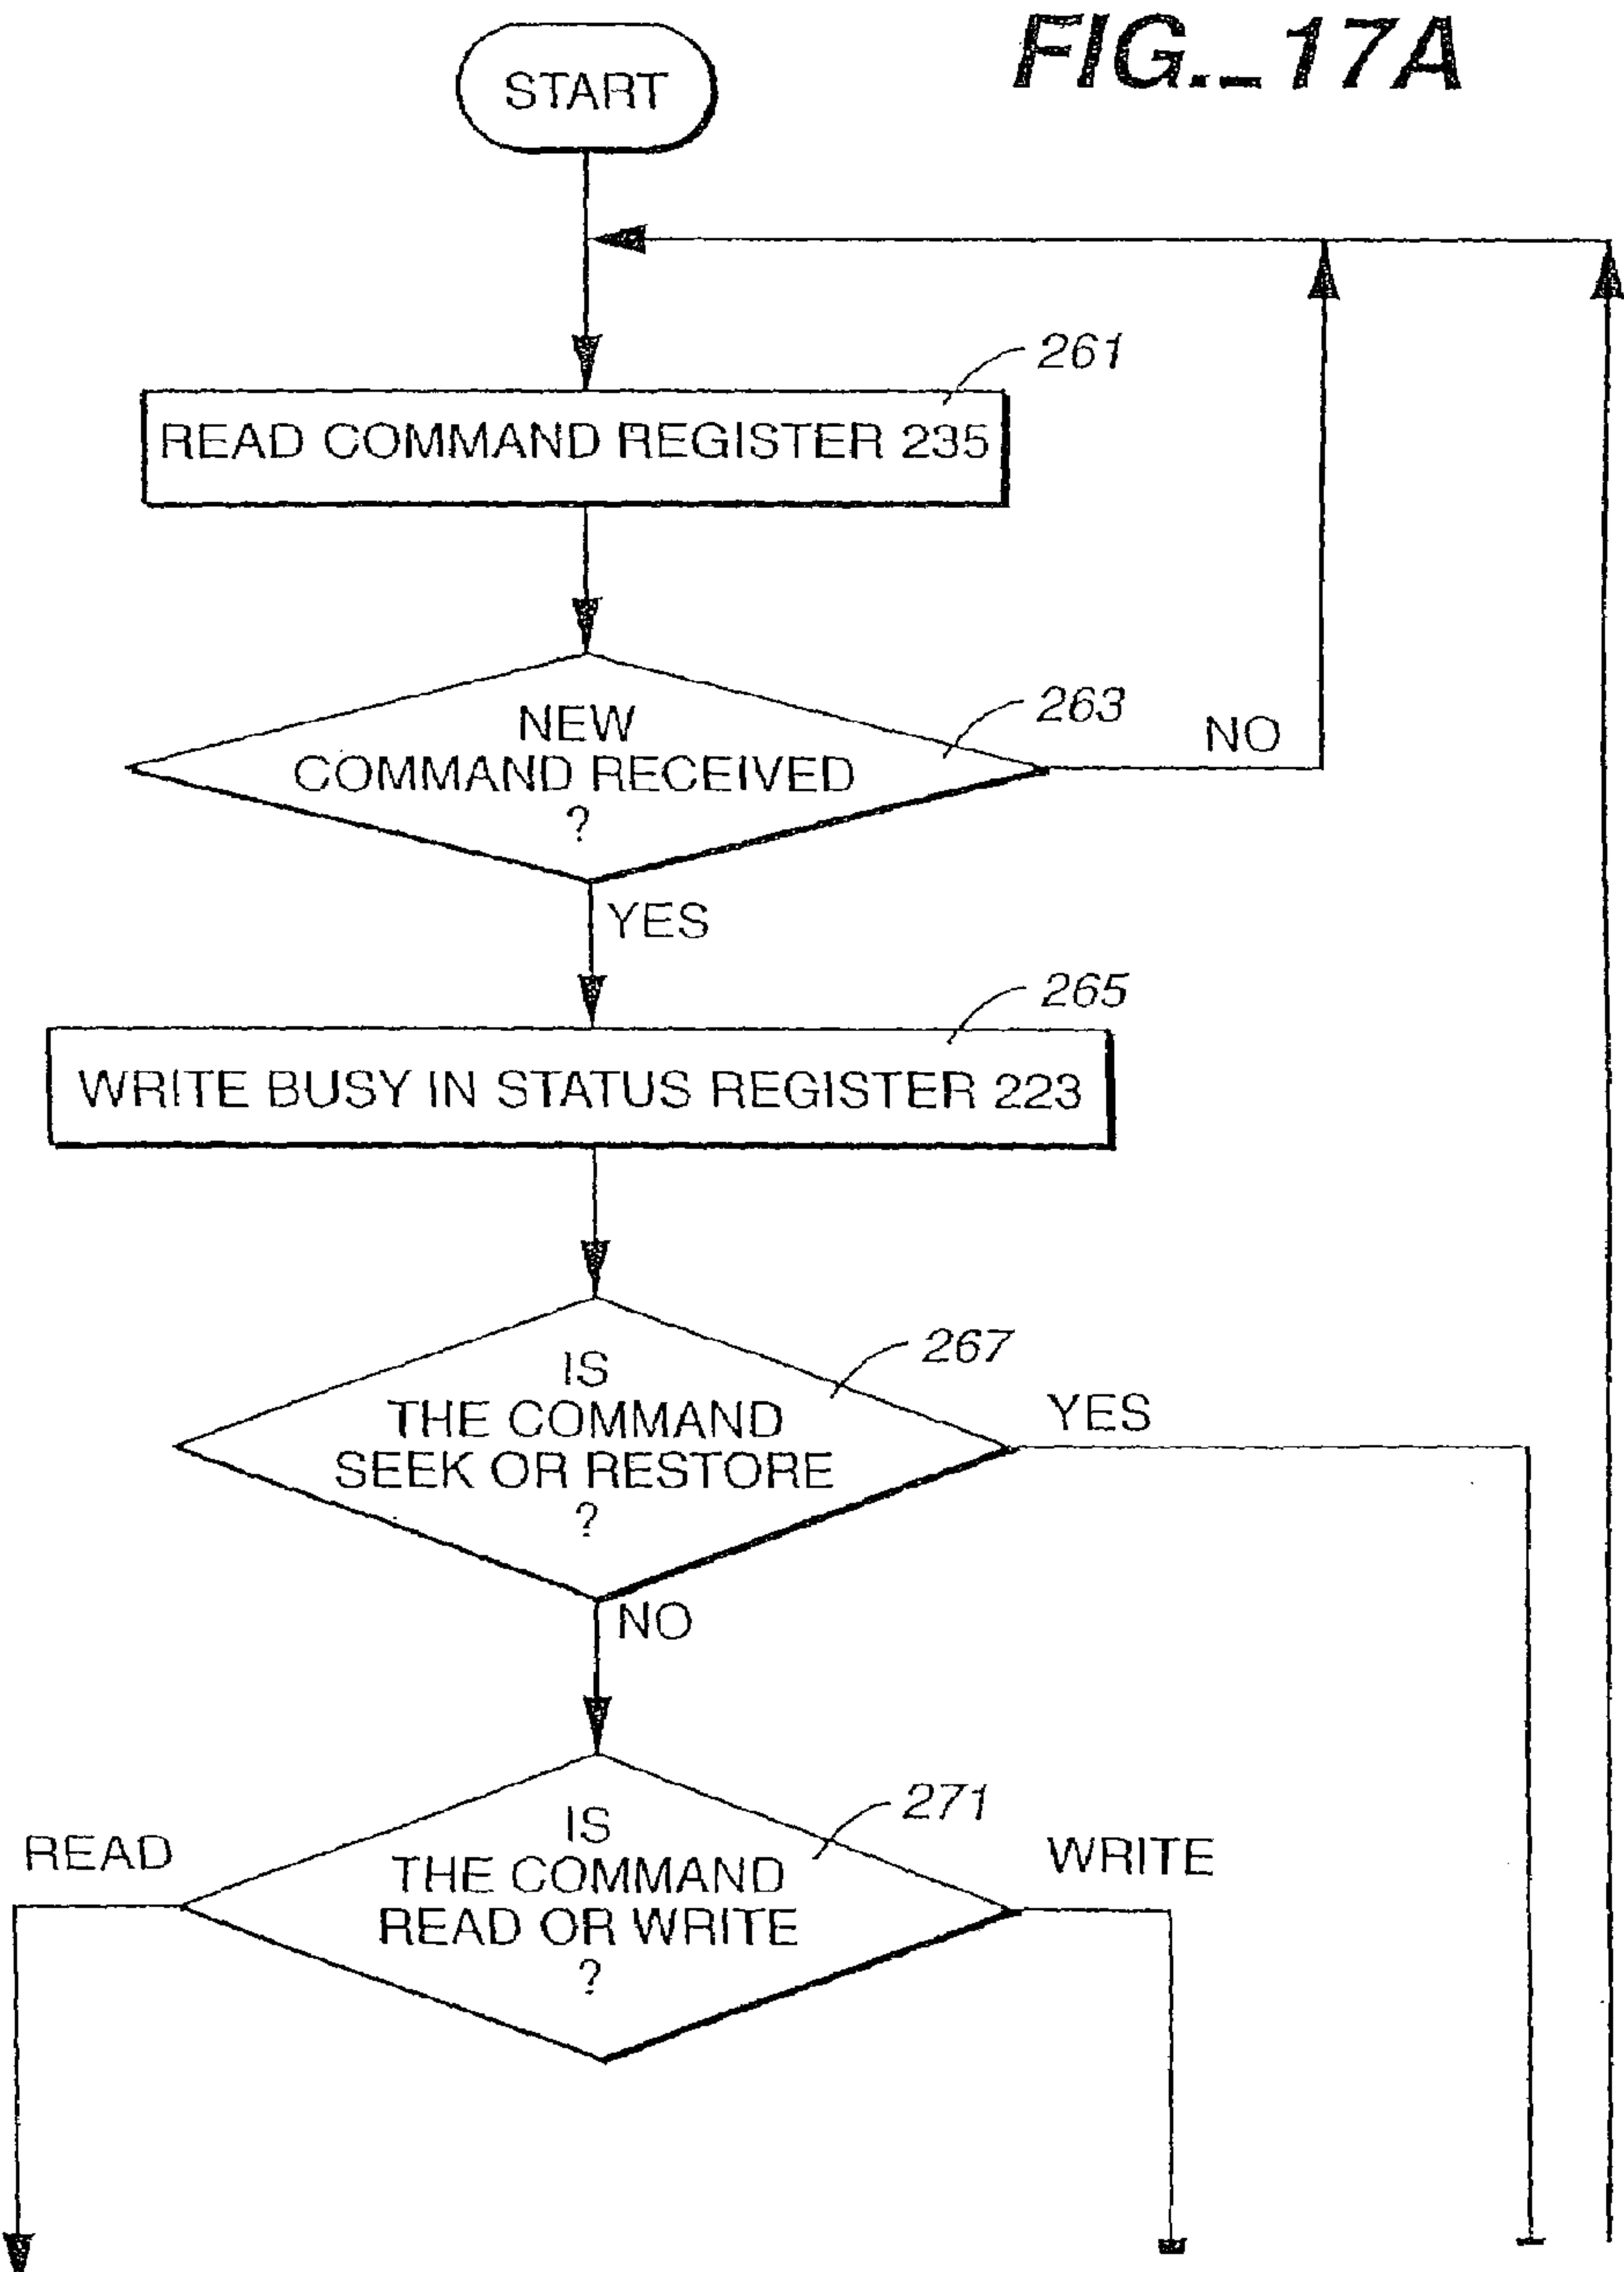 FIG._17A
START
261
READ COMMAND REGISTER 235
263
NEW
COMMAND RECEIVED
?
NO
YES
265
WRITE BUSY IN STATUS REGISTER 223
267
IS
THE COMMAND
SEEK OR RESTORE
?
YES
NO
271
IS
THE COMMAND
READ OR WRITE
?
READ
WRITE